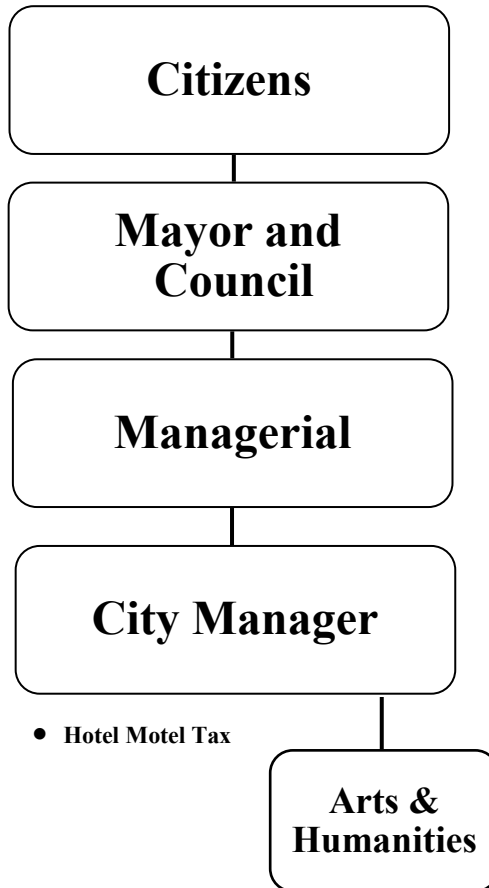 Citizens
Mayor and
Council
Managerial
City Manager
• Hotel Motel Tax
Arts &
Humanities